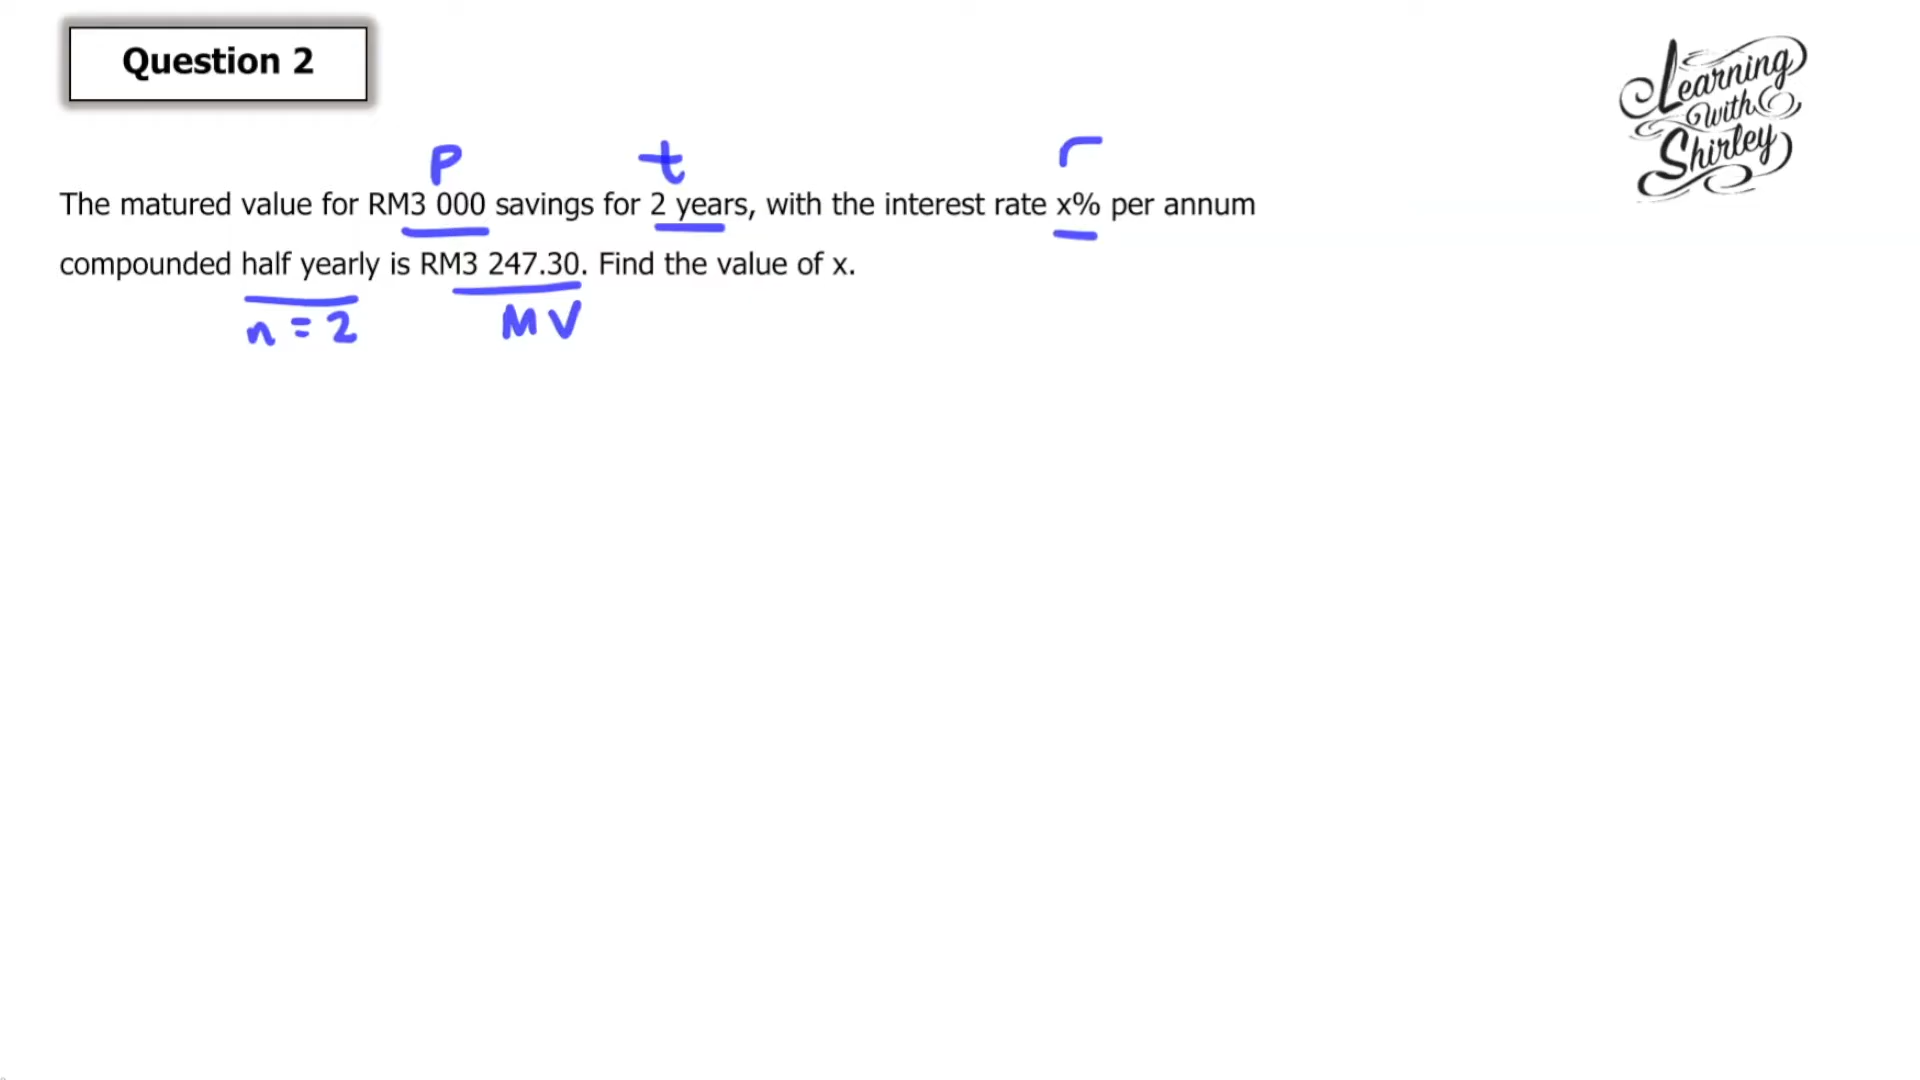 Question 2
Learning
with
Shirley
P t r
The matured value for RM3 000 savings for 2 years, with the interest rate x% per annum
compounded half yearly is RM3 247.30. Find the value of x.
n = 2 MV